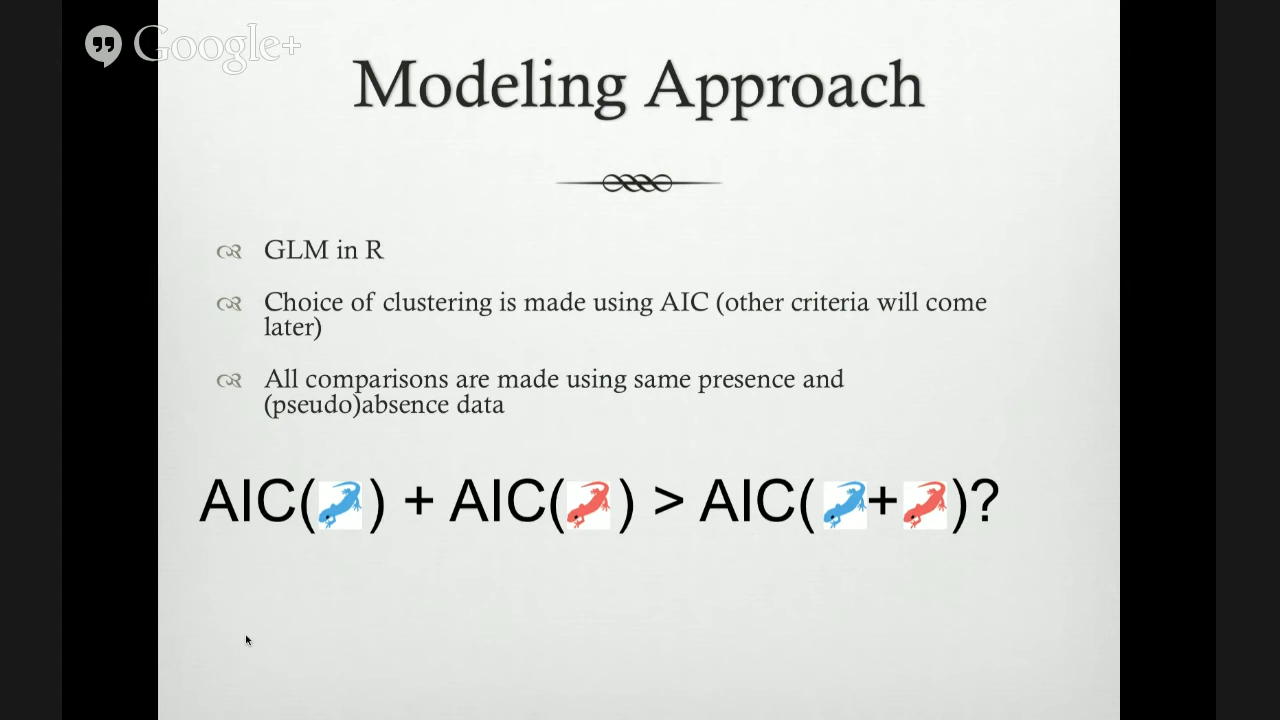 Google+
Modeling Approach
GLM in R
Choice of clustering is made using AIC (other criteria will come
later)
All comparisons are made using same presence and
(pseudo)absence data
AIC( ) + AIC( ) > AIC( + )?